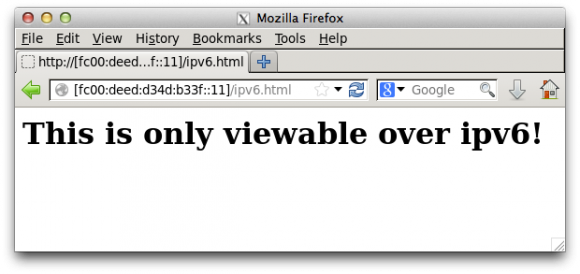 Mozilla Firefox
File Edit View History Bookmarks Tools Help
http://[fc00:deed...f::11]/ipv6.html
[fc00:deed:d34d:b33f::11]/ipv6.html Google
This is only viewable over ipv6!